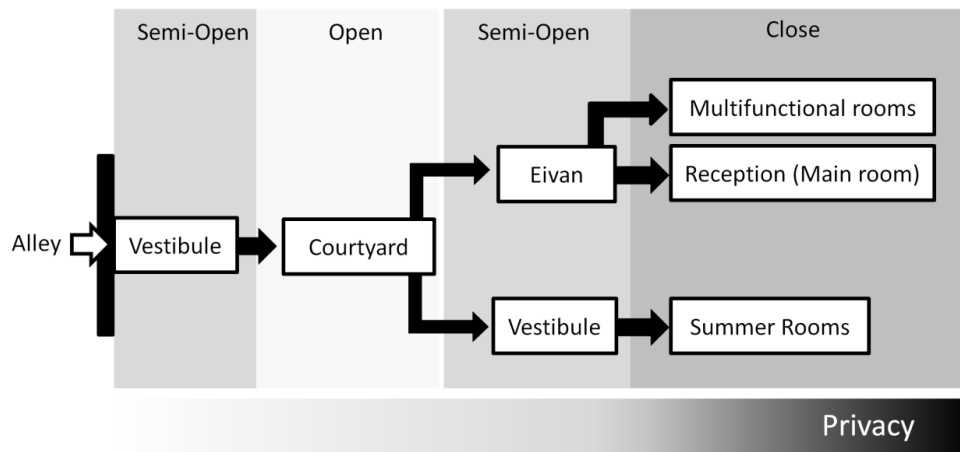 Semi-Open
Open
Semi-Open
Close
Multifunctional rooms
Eivan
Reception (Main room)
Alley
Vestibule
Courtyard
Vestibule
Summer Rooms
Privacy